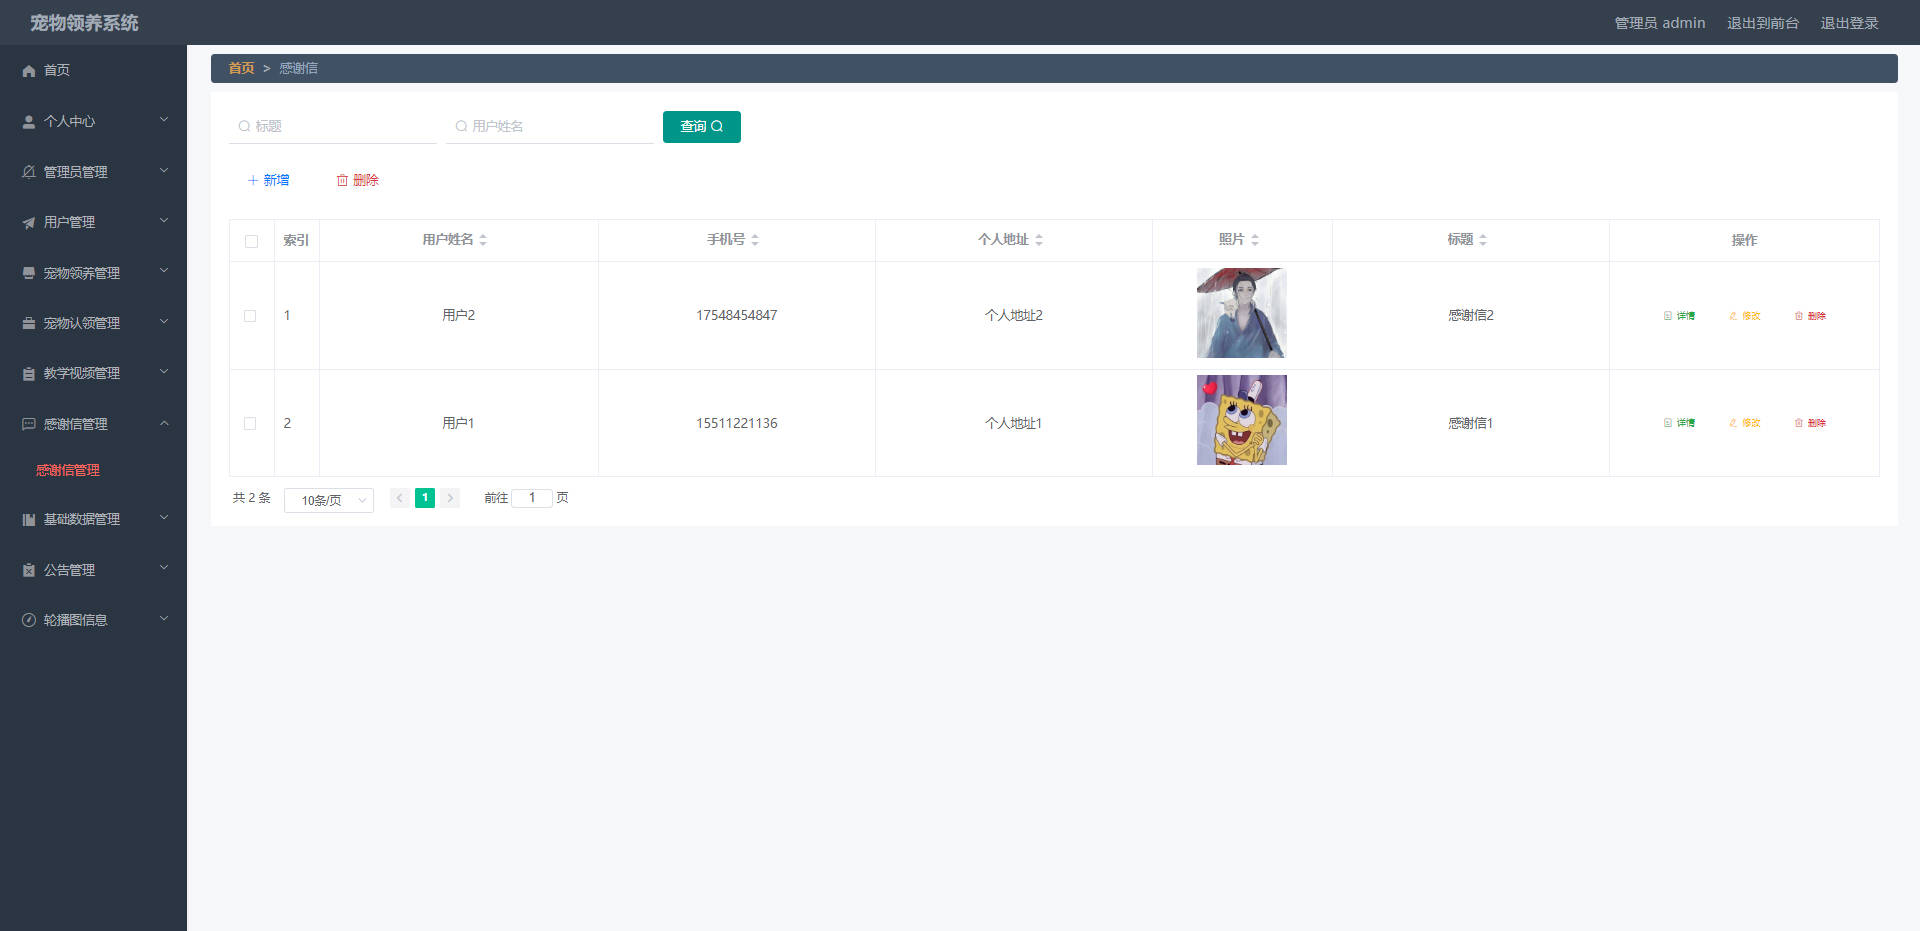 宠物领养系统
管理员 admin 退出到前台 退出登录
首页
个人中心
管理员管理
用户管理
宠物领养管理
宠物认领管理
教学视频管理
感谢信管理
感谢信管理
基础数据管理
公告管理
轮播图信息
首页 > 感谢信
标题 用户姓名 查询
新增 删除
索引 用户姓名 手机号 个人地址 照片 标题 操作
1 用户2 17548454847 个人地址2 感谢信2 详情 修改 删除
2 用户1 15511221136 个人地址1 感谢信1 详情 修改 删除
共 2 条 10条/页 1 前往 1 页